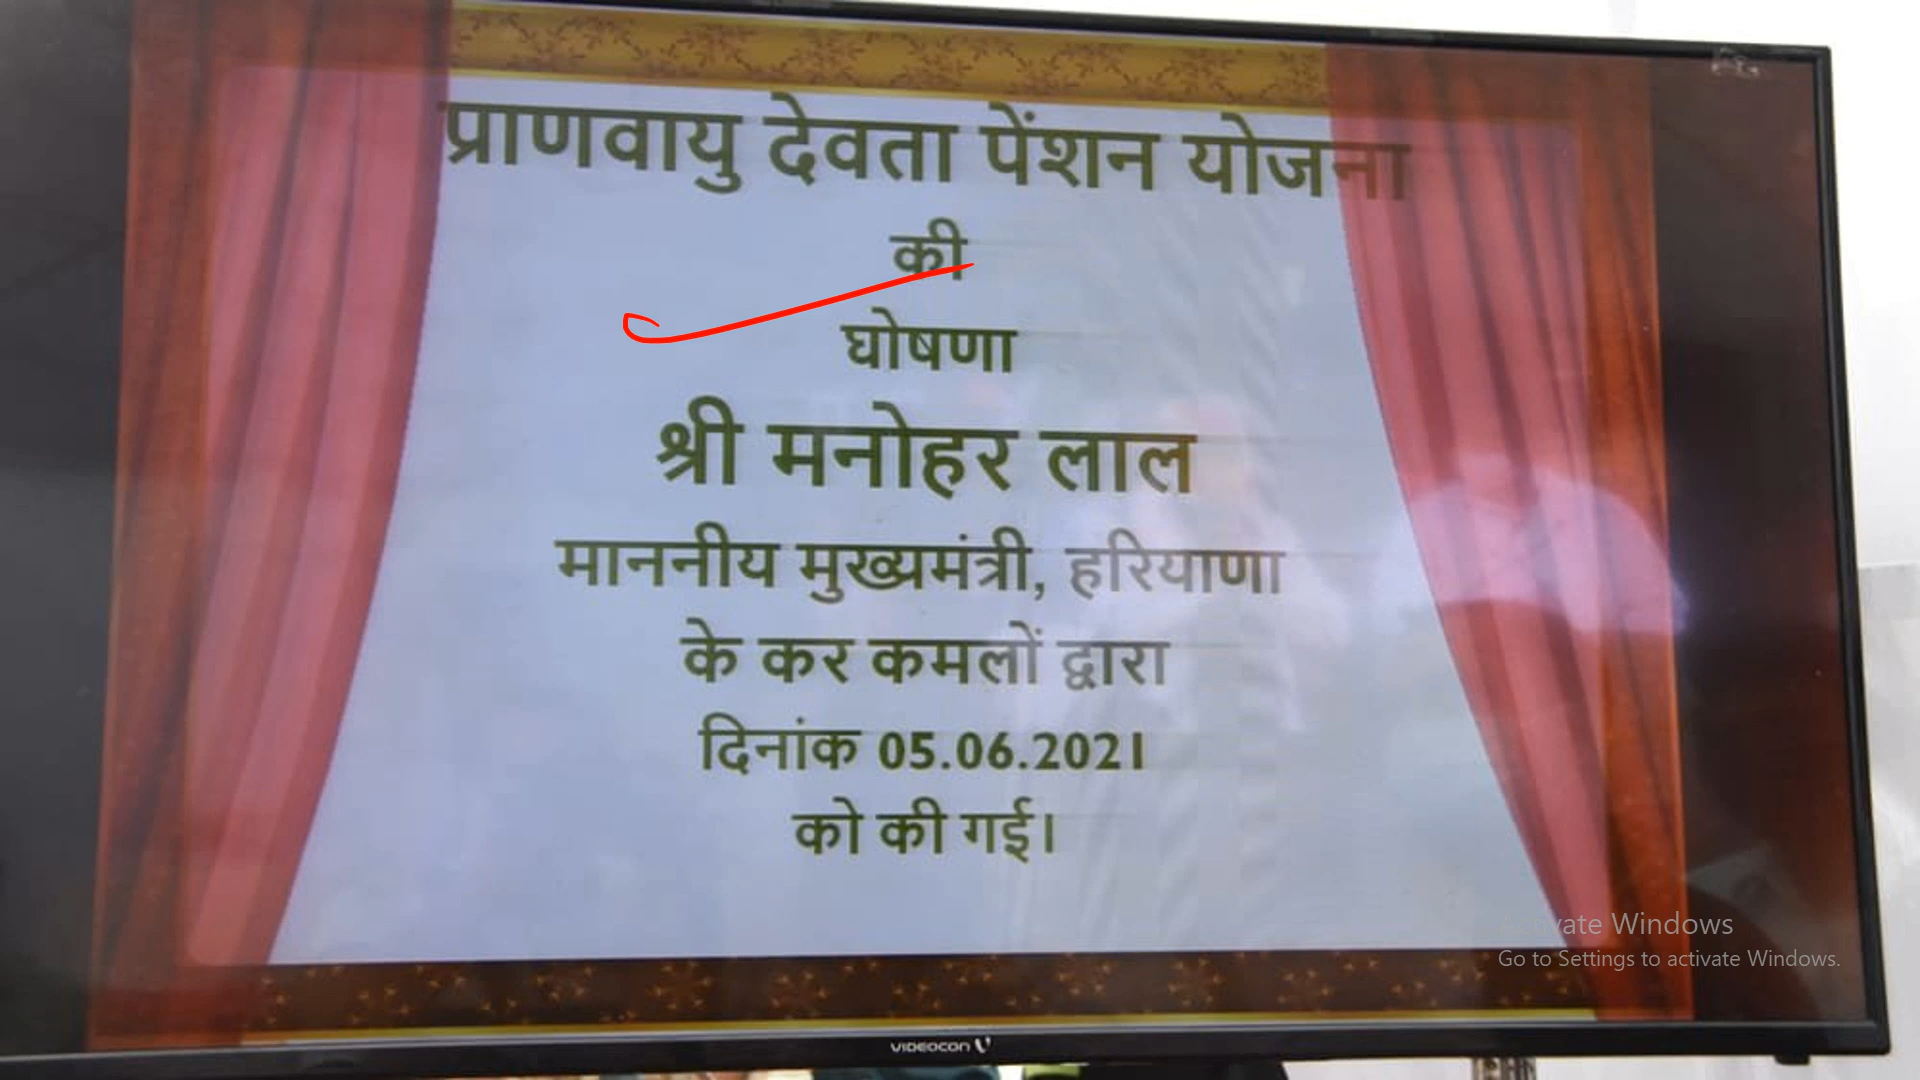 प्राणवायु देवता पेंशन योजना
की
घोषणा
श्री मनोहर लाल
माननीय मुख्यमंत्री, हरियाणा
के कर कमलों द्वारा
दिनांक 05.06.2021
को की गई।
Activate Windows
Go to Settings to activate Windows.
VIDEOCON